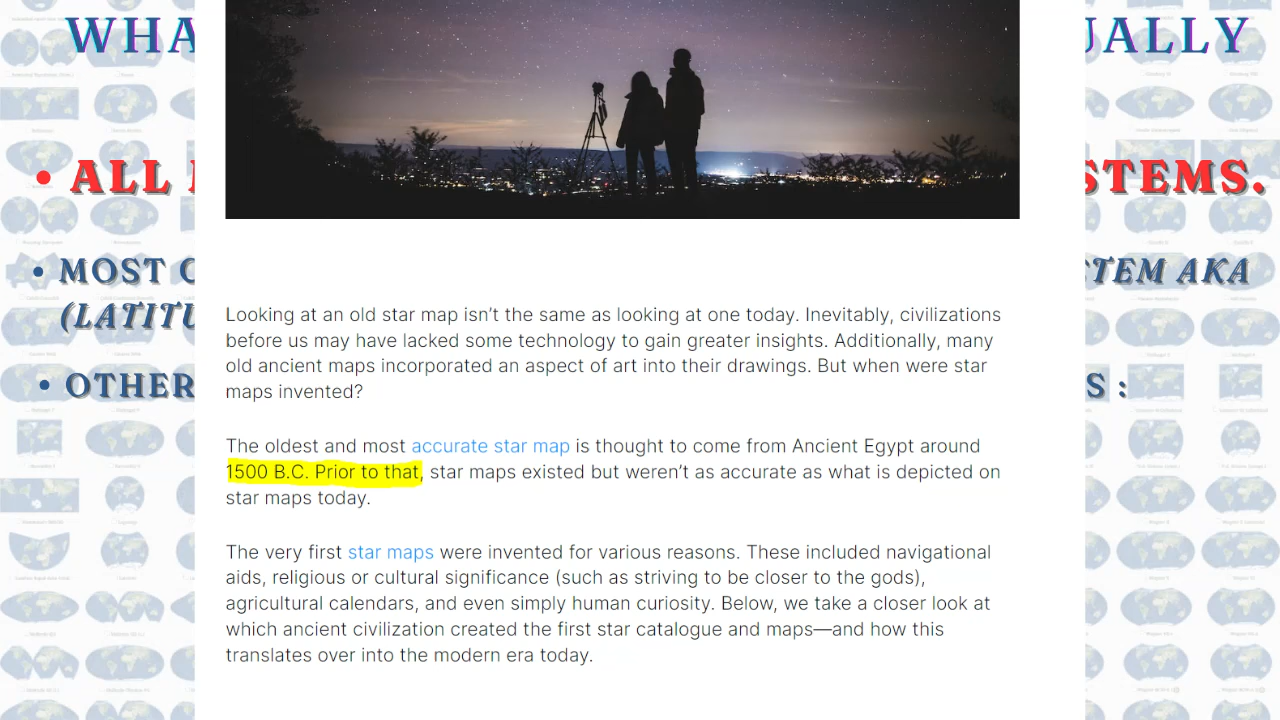 WHA
UALLY
ALL
STEMS.
• MOST
STEM AKA
(LATITU
• OTHER
S :
Looking at an old star map isn't the same as looking at one today. Inevitably, civilizations
before us may have lacked some technology to gain greater insights. Additionally, many
old ancient maps incorporated an aspect of art into their drawings. But when were star
maps invented?
The oldest and most accurate star map is thought to come from Ancient Egypt around
1500 B.C. Prior to that, star maps existed but weren't as accurate as what is depicted on
star maps today.
The very first star maps were invented for various reasons. These included navigational
aids, religious or cultural significance (such as striving to be closer to the gods),
agricultural calendars, and even simply human curiosity. Below, we take a closer look at
which ancient civilization created the first star catalogue and maps—and how this
translates over into the modern era today.